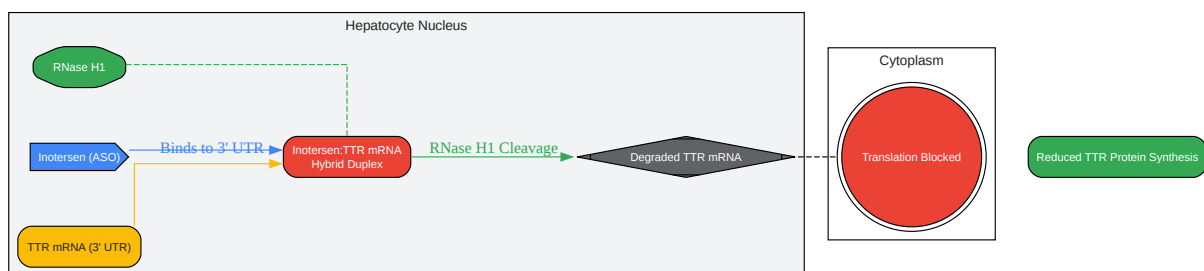 Hepatocyte Nucleus
RNase H1
Inotersen (ASO)
Binds to 3' UTR
TTR mRNA (3' UTR)
Inotersen:TTR mRNA
Hybrid Duplex
RNase H1 Cleavage
Degraded TTR mRNA
Cytoplasm
Translation Blocked
Reduced TTR Protein Synthesis